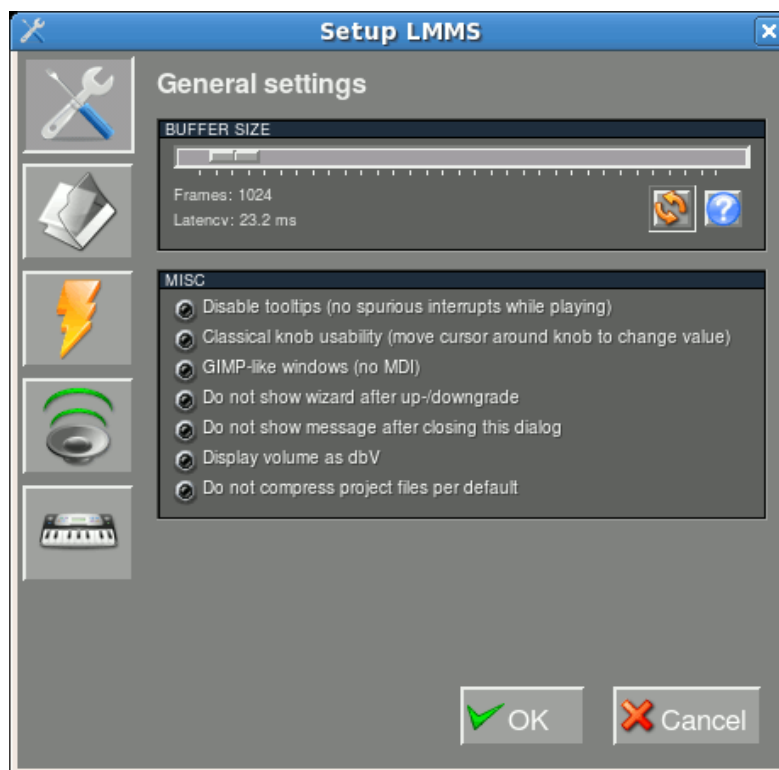 Setup LMMS
General settings
BUFFER SIZE
Frames: 1024
Latency: 23.2 ms
MISC
Disable tooltips (no spurious interrupts while playing)
Classical knob usability (move cursor around knob to change value)
GIMP-like windows (no MDI)
Do not show wizard after up-/downgrade
Do not show message after closing this dialog
Display volume as dbV
Do not compress project files per default
OK
Cancel